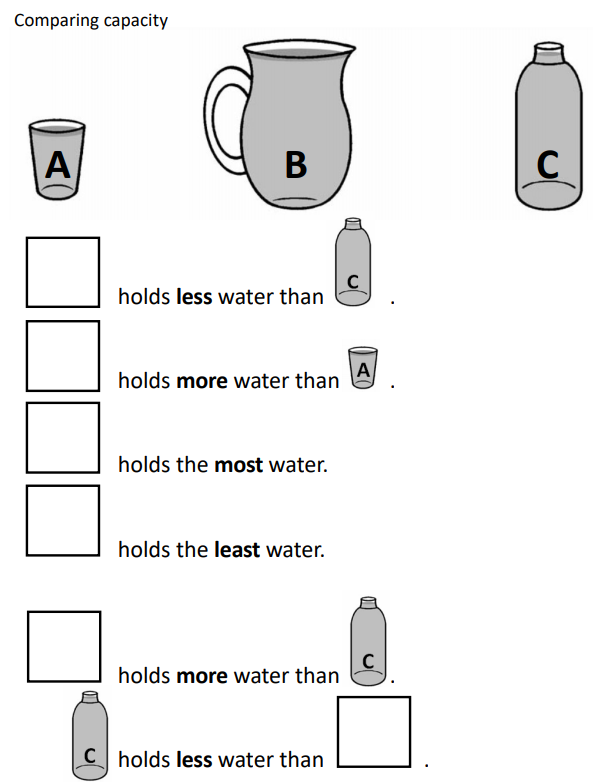 Comparing capacity
A B C
holds less water than C .
holds more water than A .
holds the most water.
holds the least water.
holds more water than C .
C holds less water than .